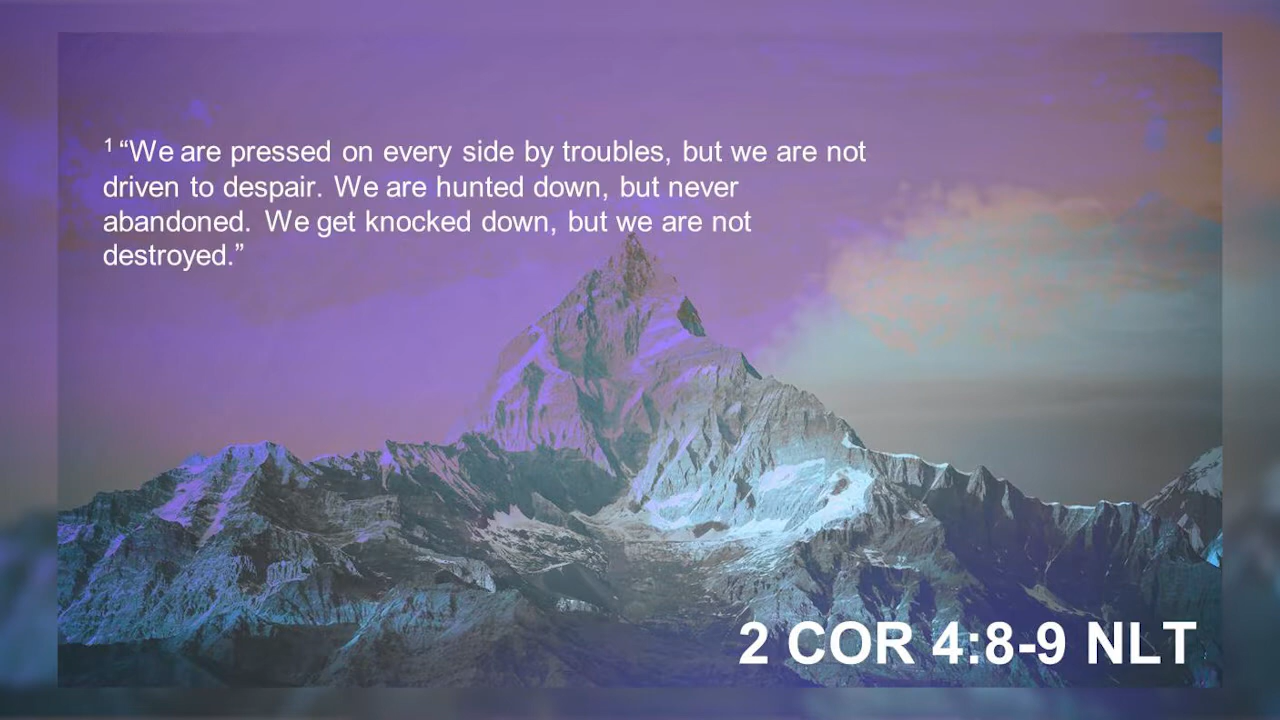 ¹ “We are pressed on every side by troubles, but we are not
driven to despair. We are hunted down, but never
abandoned. We get knocked down, but we are not
destroyed.”
2 COR 4:8-9 NLT